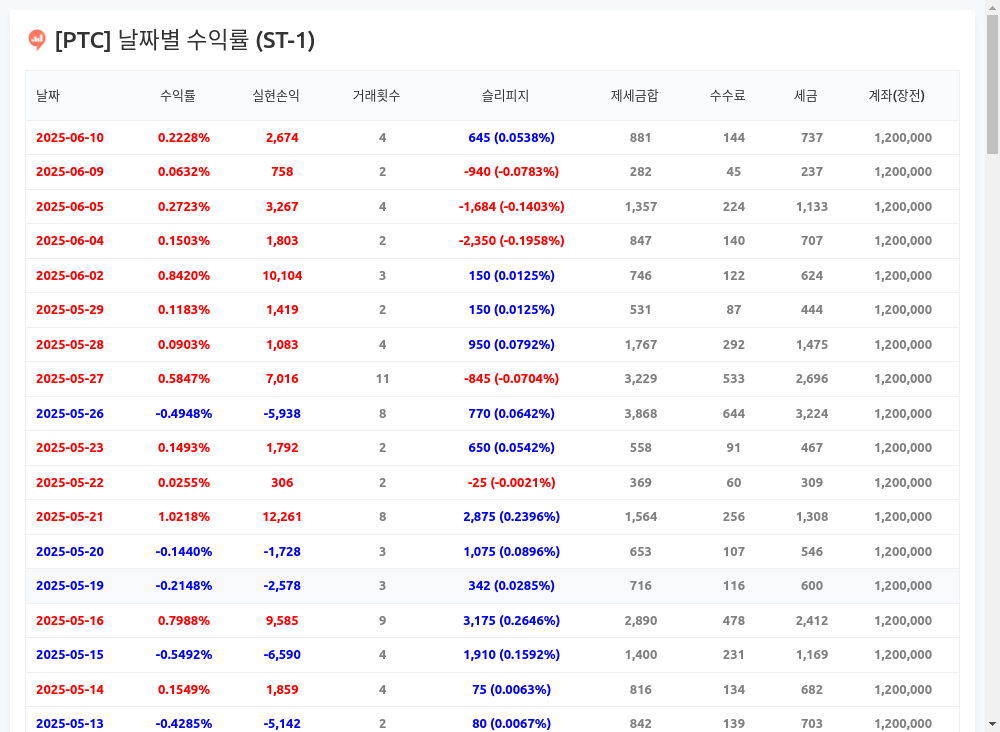 [PTC] 날짜별 수익률 (ST-1)
날짜 수익률 실현손익 거래횟수 슬리피지 제세금합 수수료 세금 계좌(장전)
2025-06-10 0.2228% 2,674 4 645 (0.0538%) 881 144 737 1,200,000
2025-06-09 0.0632% 758 2 -940 (-0.0783%) 282 45 237 1,200,000
2025-06-05 0.2723% 3,267 4 -1,684 (-0.1403%) 1,357 224 1,133 1,200,000
2025-06-04 0.1503% 1,803 2 -2,350 (-0.1958%) 847 140 707 1,200,000
2025-06-02 0.8420% 10,104 3 150 (0.0125%) 746 122 624 1,200,000
2025-05-29 0.1183% 1,419 2 150 (0.0125%) 531 87 444 1,200,000
2025-05-28 0.0903% 1,083 4 950 (0.0792%) 1,767 292 1,475 1,200,000
2025-05-27 0.5847% 7,016 11 -845 (-0.0704%) 3,229 533 2,696 1,200,000
2025-05-26 -0.4948% -5,938 8 770 (0.0642%) 3,868 644 3,224 1,200,000
2025-05-23 0.1493% 1,792 2 650 (0.0542%) 558 91 467 1,200,000
2025-05-22 0.0255% 306 2 -25 (-0.0021%) 369 60 309 1,200,000
2025-05-21 1.0218% 12,261 8 2,875 (0.2396%) 1,564 256 1,308 1,200,000
2025-05-20 -0.1440% -1,728 3 1,075 (0.0896%) 653 107 546 1,200,000
2025-05-19 -0.2148% -2,578 3 342 (0.0285%) 716 116 600 1,200,000
2025-05-16 0.7988% 9,585 9 3,175 (0.2646%) 2,890 478 2,412 1,200,000
2025-05-15 -0.5492% -6,590 4 1,910 (0.1592%) 1,400 231 1,169 1,200,000
2025-05-14 0.1549% 1,859 4 75 (0.0063%) 816 134 682 1,200,000
2025-05-13 -0.4285% -5,142 2 80 (0.0067%) 842 139 703 1,200,000